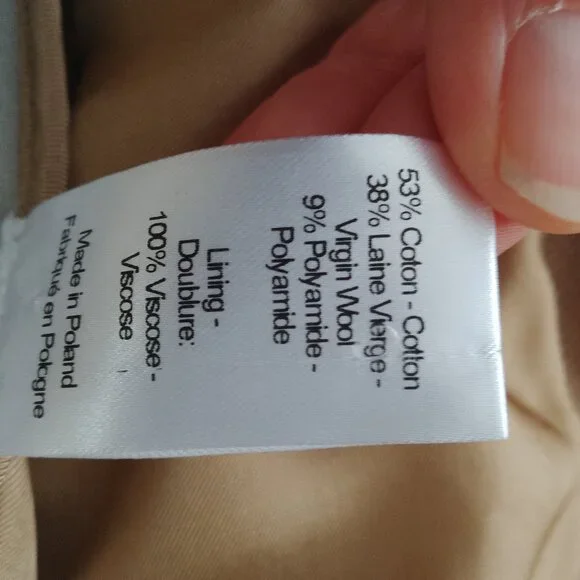 53% Coton - Cotton
38% Laine Vierge -
Virgin Wool
9% Polyamide -
Polyamide
Lining -
Doublure:
100% Viscose -
Viscose
Made in Poland
Fabriqué en Pologne